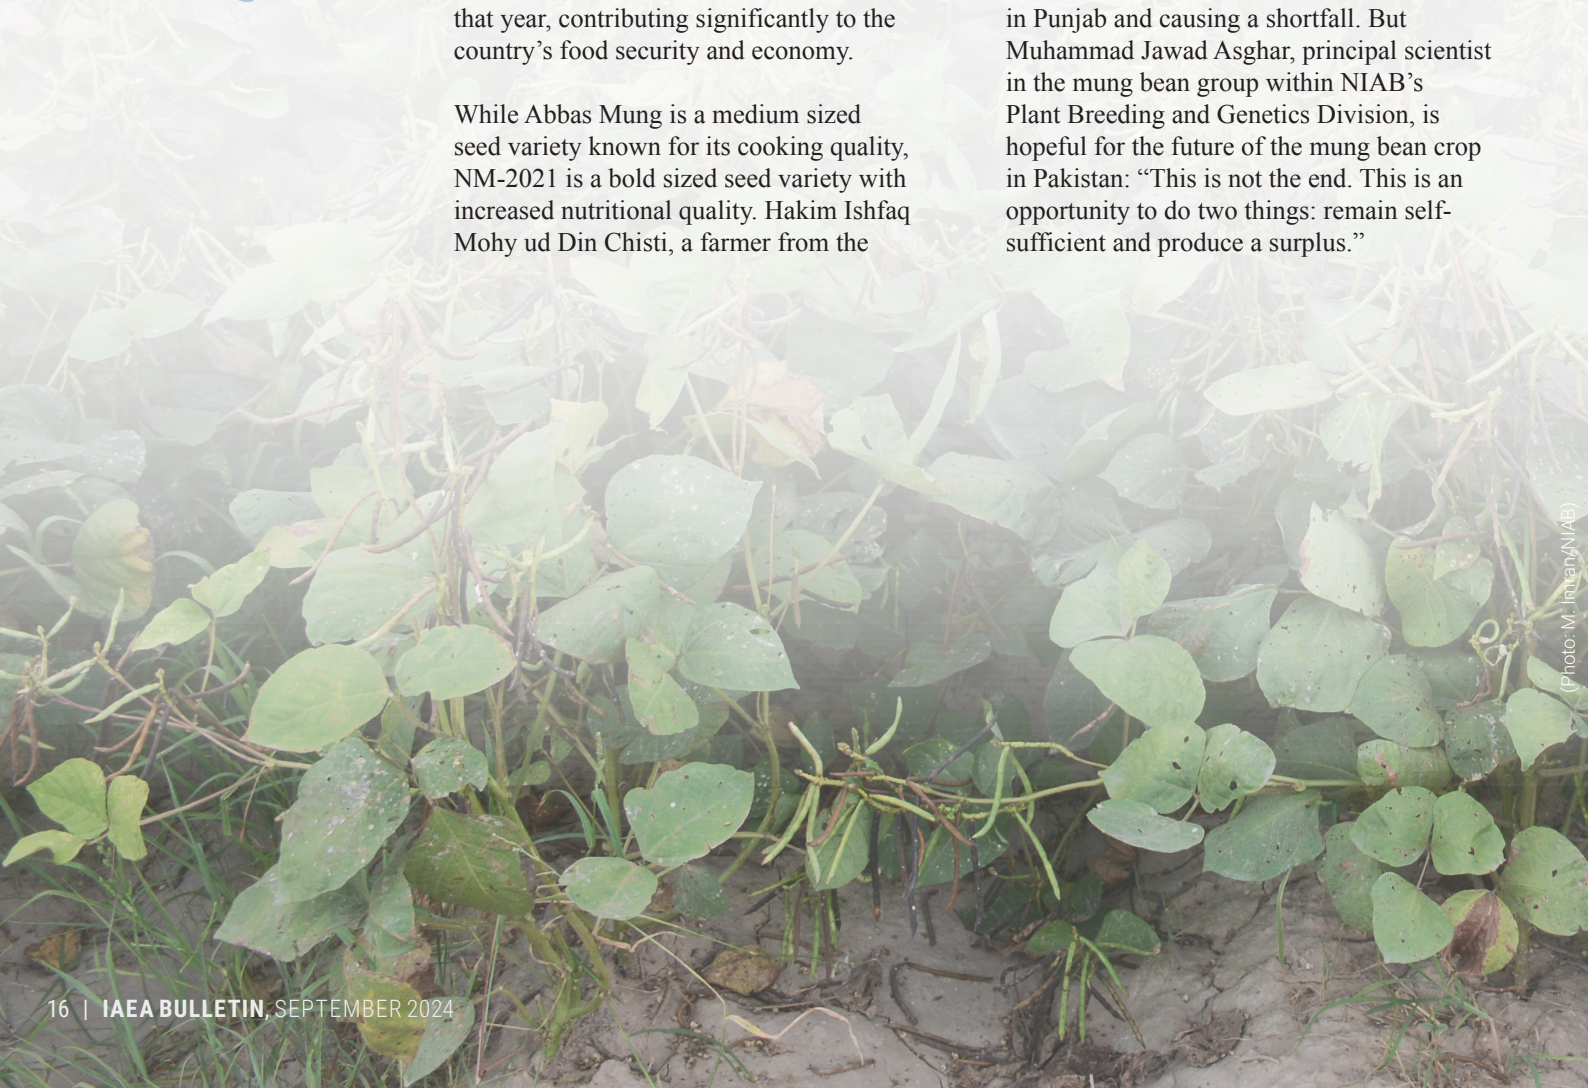 that year, contributing significantly to the
country’s food security and economy.
While Abbas Mung is a medium sized
seed variety known for its cooking quality,
NM-2021 is a bold sized seed variety with
increased nutritional quality. Hakim Ishfaq
Mohy ud Din Chisti, a farmer from the
in Punjab and causing a shortfall. But
Muhammad Jawad Asghar, principal scientist
in the mung bean group within NIAB’s
Plant Breeding and Genetics Division, is
hopeful for the future of the mung bean crop
in Pakistan: “This is not the end. This is an
opportunity to do two things: remain self-
sufficient and produce a surplus.”
(Photo: M. Imran/NIAB)
16 | IAEA BULLETIN, SEPTEMBER 2024